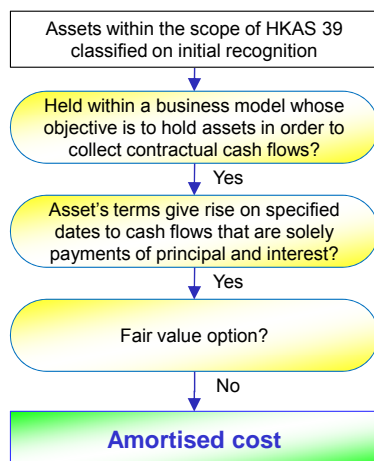 Assets within the scope of HKAS 39
classified on initial recognition
Held within a business model whose
objective is to hold assets in order to
collect contractual cash flows?
Yes
Asset's terms give rise on specified
dates to cash flows that are solely
payments of principal and interest?
Yes
Fair value option?
No
Amortised cost